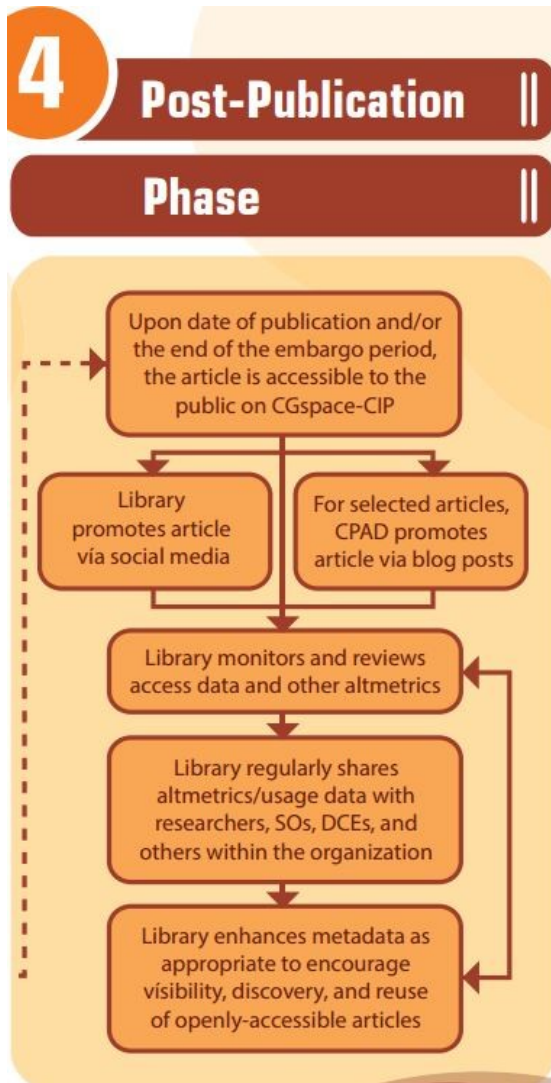 4
Post-Publication
Phase
Upon date of publication and/or
the end of the embargo period,
the article is accessible to the
public on CGspace-CIP
Library
promotes article
vía social media
For selected articles,
CPAD promotes
article via blog posts
Library monitors and reviews
access data and other altmetrics
Library regularly shares
altmetrics/usage data with
researchers, SOs, DCEs, and
others within the organization
Library enhances metadata as
appropriate to encourage
vísibility, discovery, and reuse
of openly-accessible articles